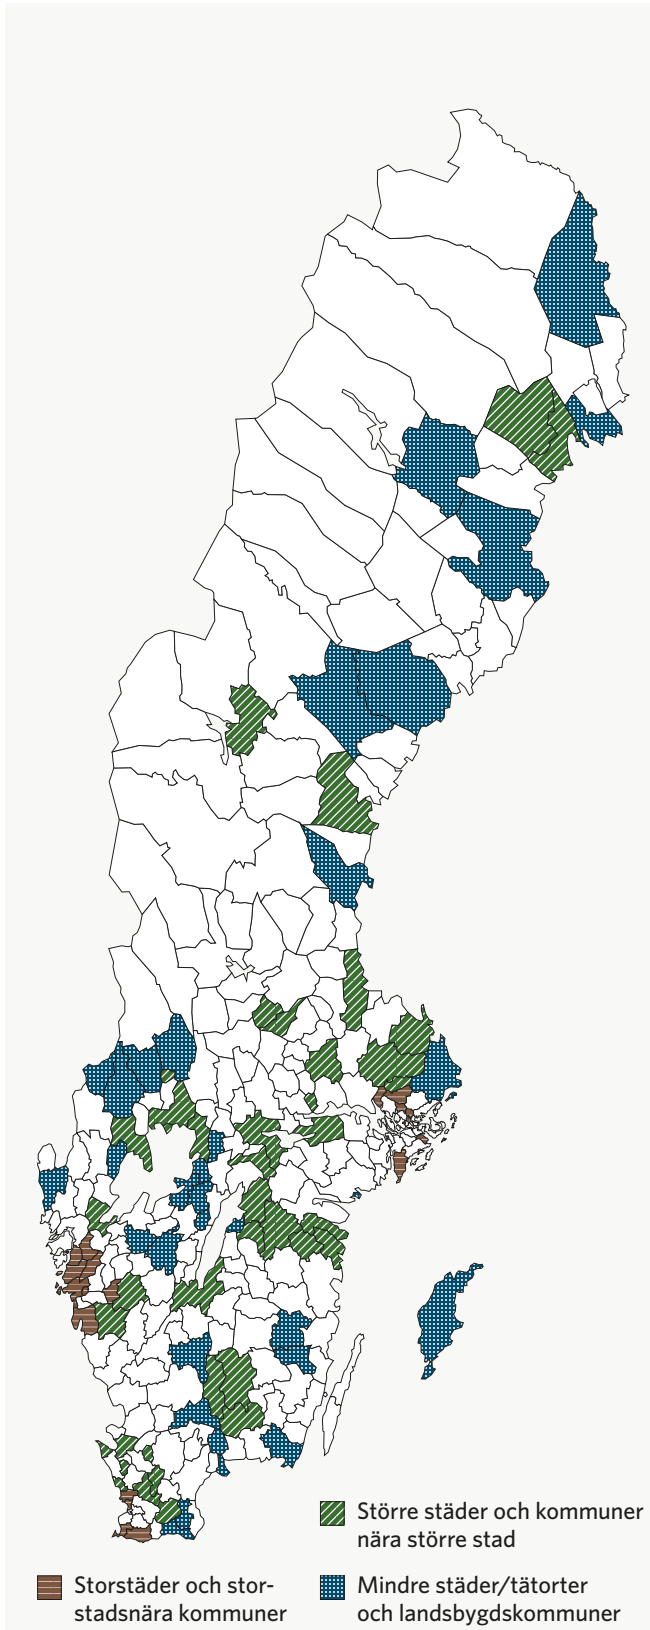 Större städer och kommuner
nära större stad
Storstäder och stor-
stadsnära kommuner
Mindre städer/tätorter
och landsbygdskommuner